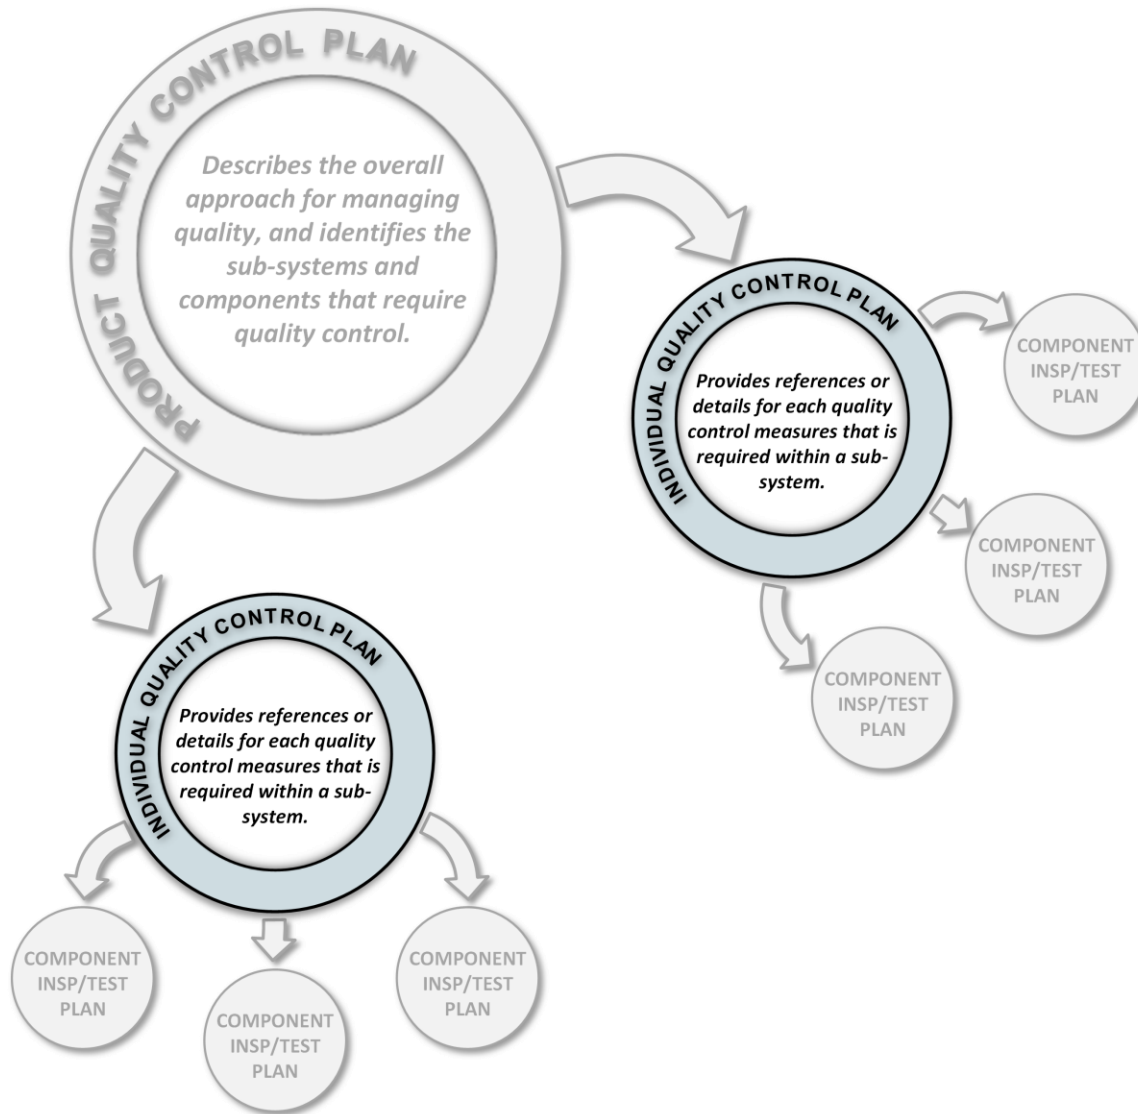 PRODUCT QUALITY CONTROL PLAN
Describes the overall
approach for managing
quality, and identifies the
sub-systems and
components that require
quality control.
INDIVIDUAL QUALITY CONTROL PLAN
Provides references or
details for each quality
control measures that is
required within a sub-
system.
COMPONENT
INSP/TEST
PLAN
COMPONENT
INSP/TEST
PLAN
COMPONENT
INSP/TEST
PLAN
INDIVIDUAL QUALITY CONTROL PLAN
Provides references or
details for each quality
control measures that is
required within a sub-
system.
COMPONENT
INSP/TEST
PLAN
COMPONENT
INSP/TEST
PLAN
COMPONENT
INSP/TEST
PLAN